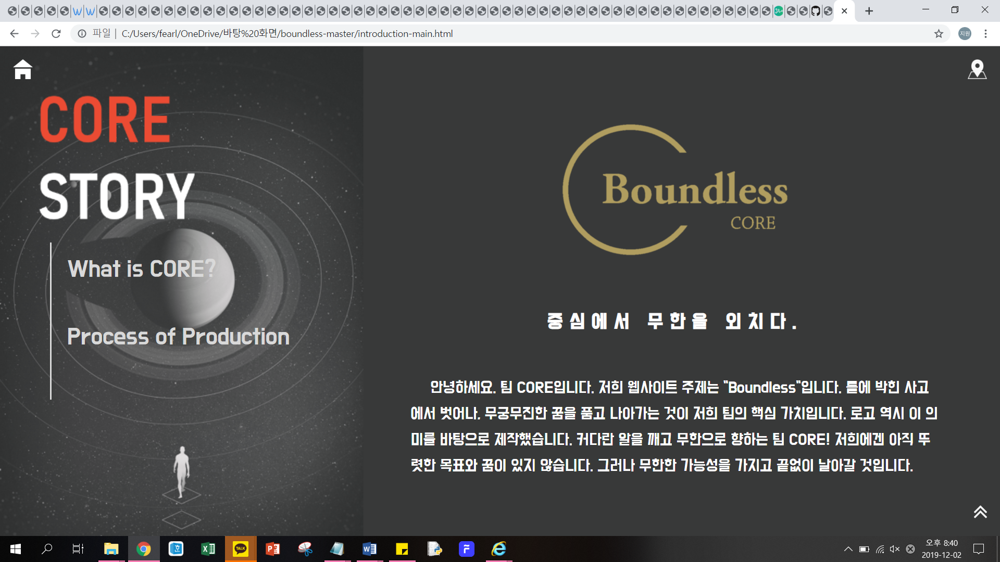 파일 | C:/Users/fearl/OneDrive/바탕%20화면/boundless-master/introduction-main.html
지원
CORE
STORY
What is CORE?
Process of Production
Boundless
CORE
중심에서 무한을 외치다.
안녕하세요. 팀 CORE입니다. 저희 웹사이트 주제는 "Boundless"입니다. 틀에 박힌 사고
에서 벗어나, 무궁무진한 꿈을 품고 나아가는 것이 저희 팀의 핵심 가치입니다. 로고 역시 이 의
미를 바탕으로 제작했습니다. 커다란 알을 깨고 무한으로 향하는 팀 CORE! 저희에겐 아직 뚜
렷한 목표와 꿈이 있지 않습니다. 그러나 무한한 가능성을 가지고 끝없이 날아갈 것입니다.
TALK
오후 8:40
2019-12-02